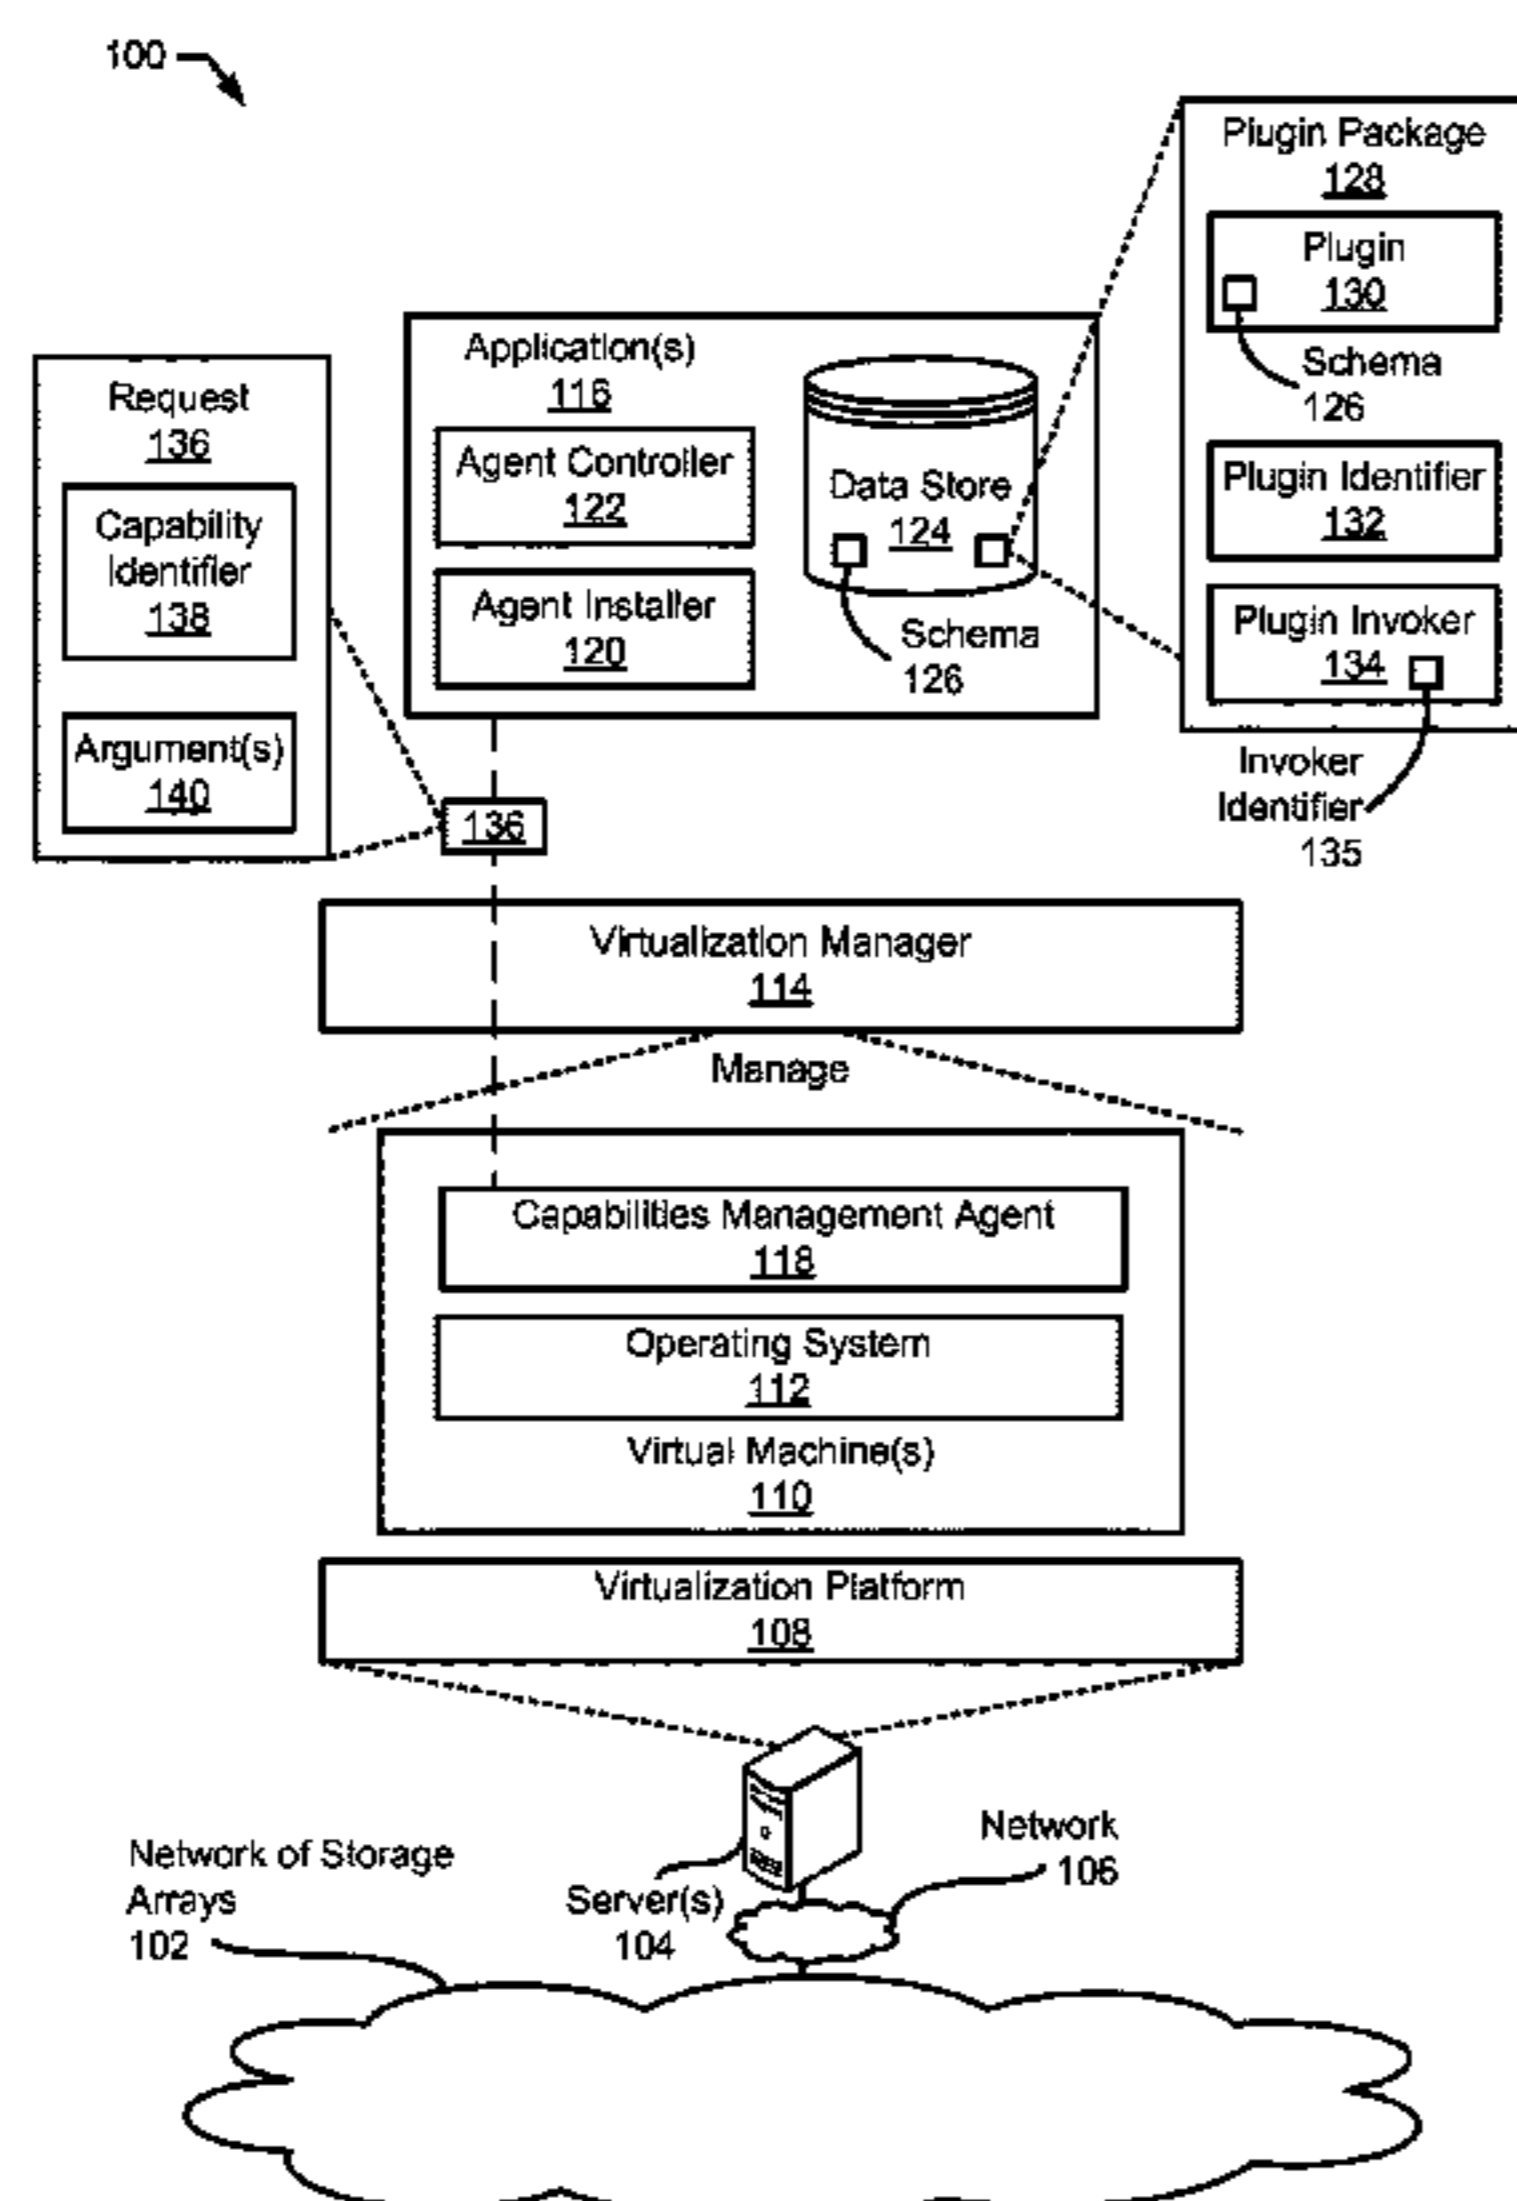 100
Plugin Package
128
Plugin
130
Schema
126
Plugin Identifier
132
Plugin Invoker
134
Invoker
Identifier
135
Application(s)
116
Agent Controller
122
Agent Installer
120
Data Store
124
Schema
126
Request
136
Capability
Identifier
138
Argument(s)
140
136
Virtualization Manager
114
Manage
Capabilities Management Agent
118
Operating System
112
Virtual Machine(s)
110
Virtualization Platform
108
Network
106
Server(s)
104
Network of Storage
Arrays
102